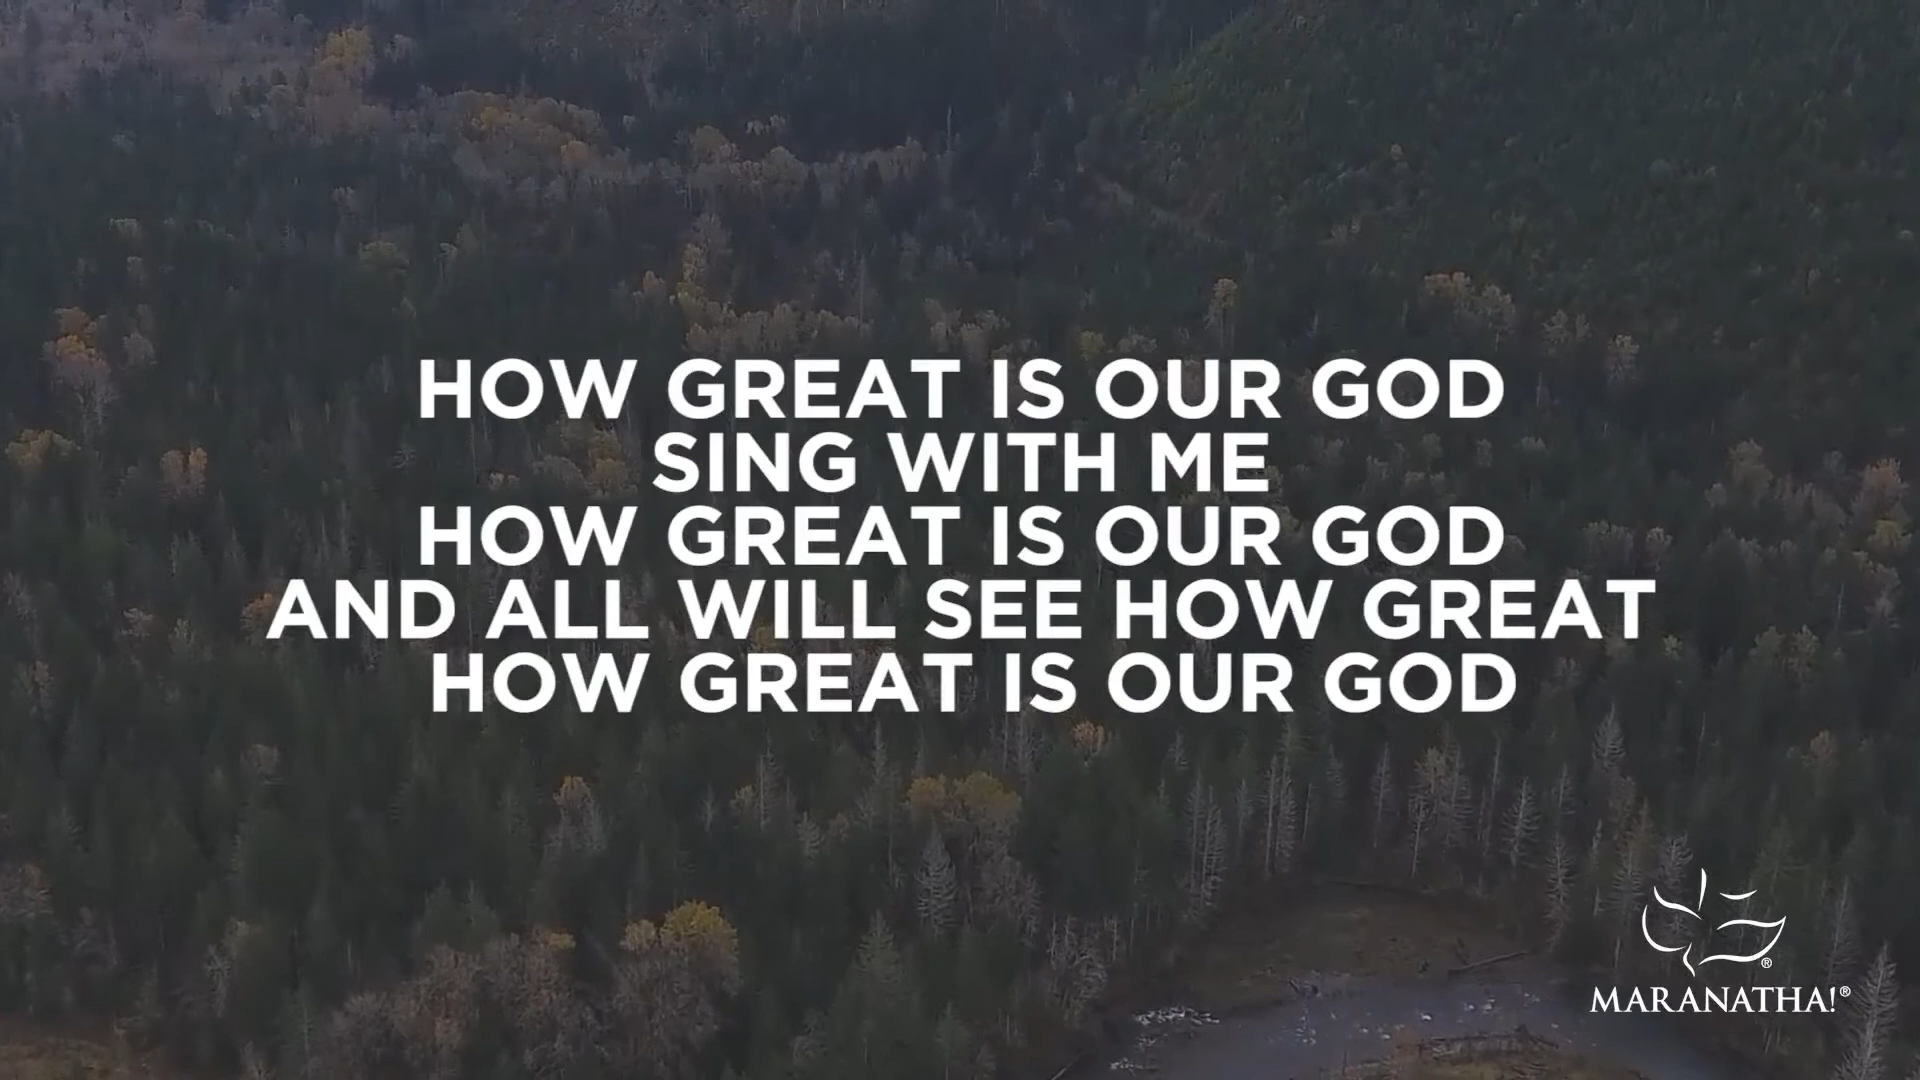 HOW GREAT IS OUR GOD
SING WITH ME
HOW GREAT IS OUR GOD
AND ALL WILL SEE HOW GREAT
HOW GREAT IS OUR GOD
®
MARANATHA!®